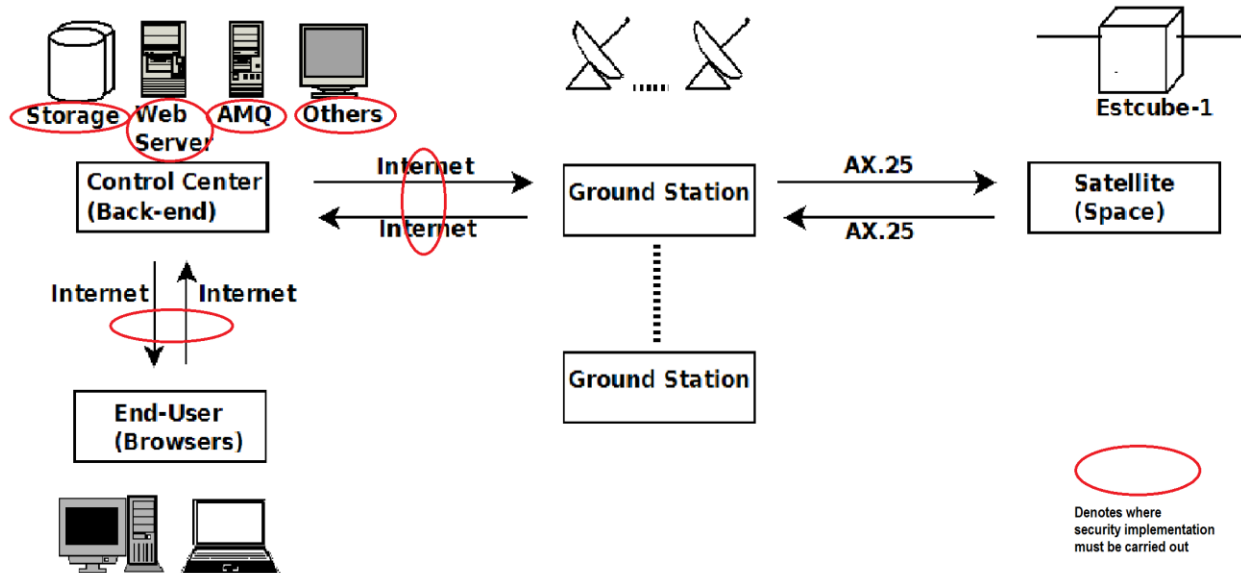 Storage
Web
Server
AMQ
Others
Estcube-1
Control Center
(Back-end)
Internet
Internet
Ground Station
AX.25
AX.25
Satellite
(Space)
Internet
Internet
Ground Station
End-User
(Browsers)
Denotes where
security implementation
must be carried out